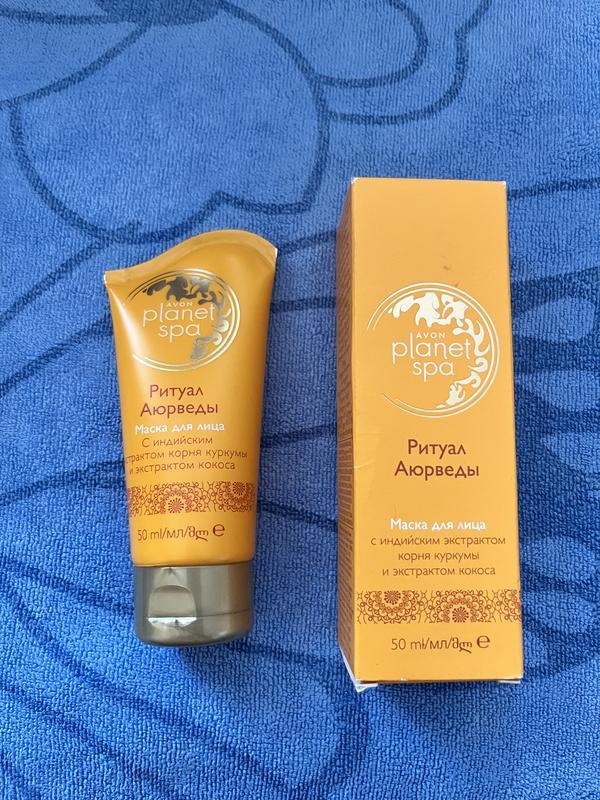 AVON
planet
spa
Ритуал
Аюрведы
Маска для лица
С индийским
экстрактом корня куркумы
и экстрактом кокоса
50 ml/мл/მლ ℮
AVON
planet
spa
Ритуал
Аюрведы
Маска для лица
с индийским экстрактом
корня куркумы
и экстрактом кокоса
50 ml/мл/მლ ℮